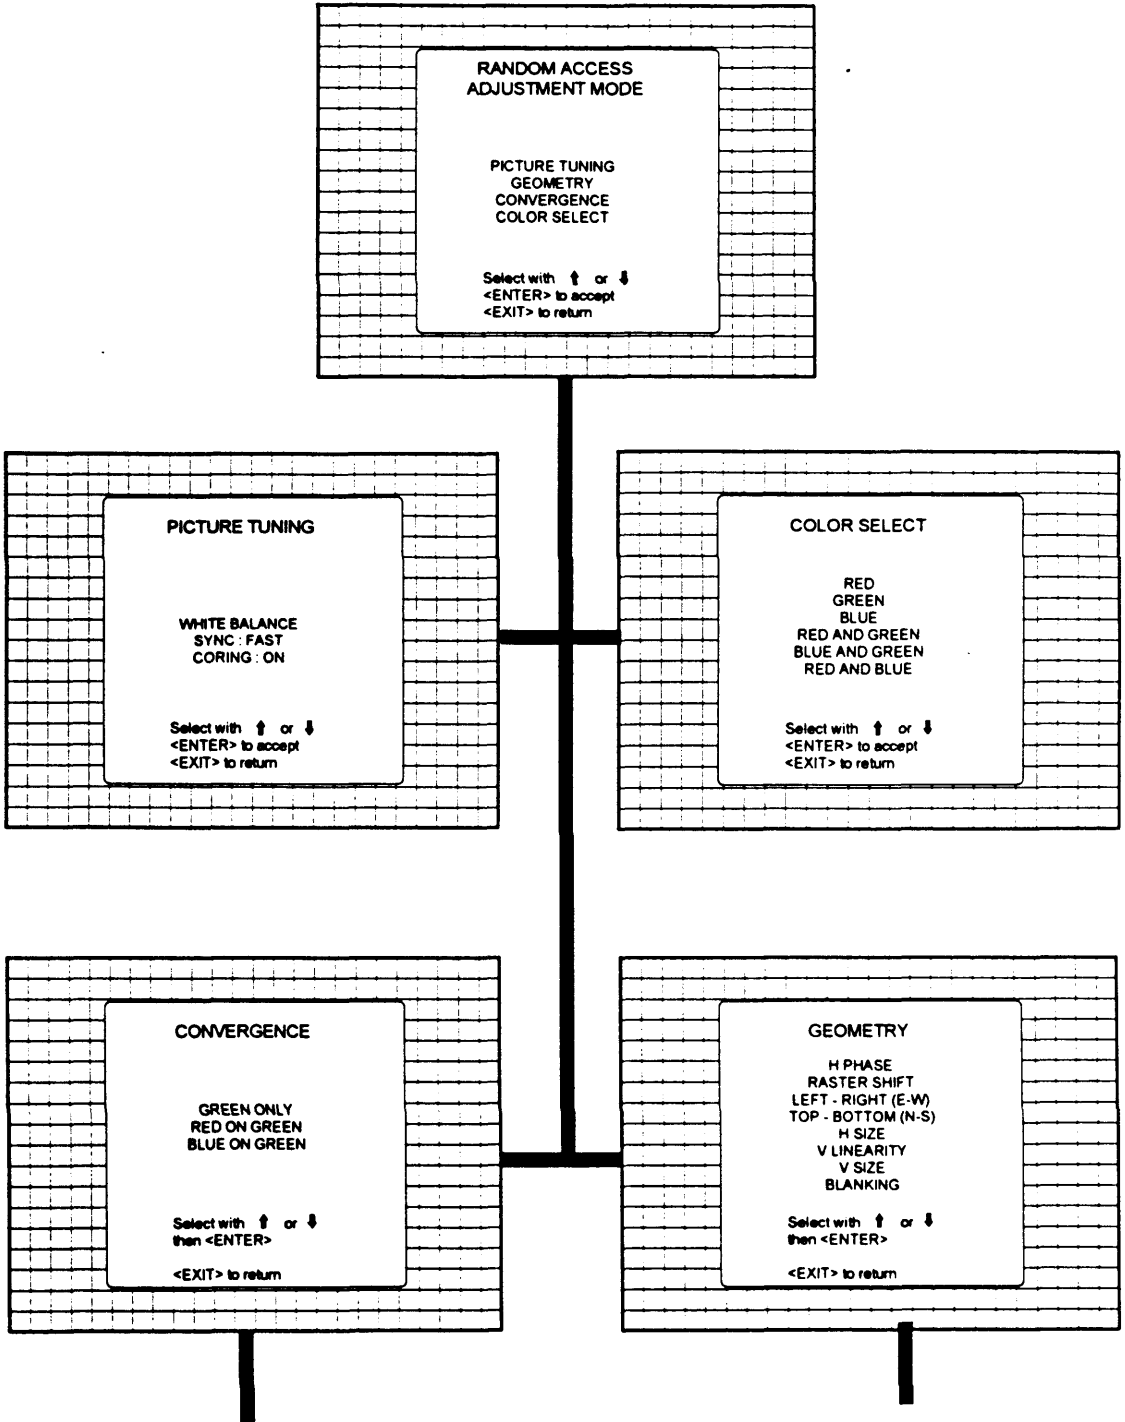 RANDOM ACCESS
ADJUSTMENT MODE
PICTURE TUNING
GEOMETRY
CONVERGENCE
COLOR SELECT
Select with ⬆ or ⬇
<ENTER> to accept
<EXIT> to return
PICTURE TUNING
WHITE BALANCE
SYNC : FAST
CORING : ON
Select with ⬆ or ⬇
<ENTER> to accept
<EXIT> to return
COLOR SELECT
RED
GREEN
BLUE
RED AND GREEN
BLUE AND GREEN
RED AND BLUE
Select with ⬆ or ⬇
<ENTER> to accept
<EXIT> to return
CONVERGENCE
GREEN ONLY
RED ON GREEN
BLUE ON GREEN
Select with ⬆ or ⬇
then <ENTER>
<EXIT> to return
GEOMETRY
H PHASE
RASTER SHIFT
LEFT - RIGHT (E-W)
TOP - BOTTOM (N-S)
H SIZE
V LINEARITY
V SIZE
BLANKING
Select with ⬆ or ⬇
then <ENTER>
<EXIT> to return